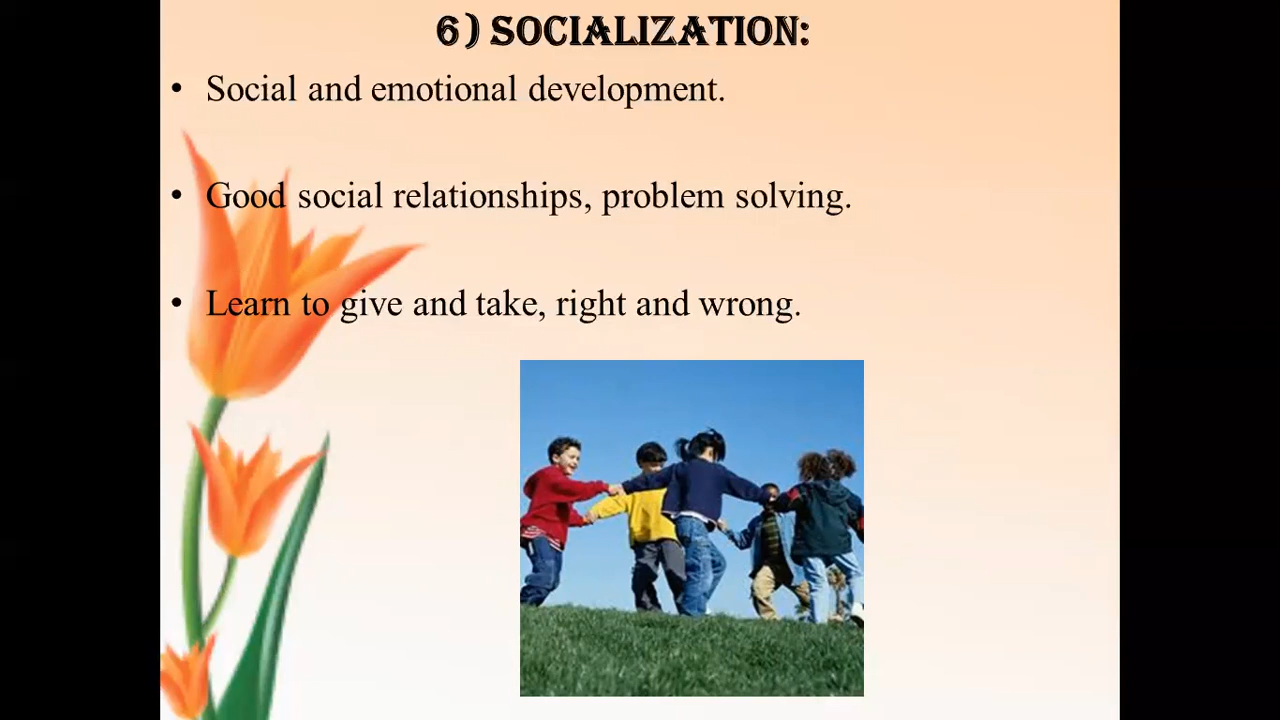 6) SOCIALIZATION:
• Social and emotional development.
• Good social relationships, problem solving.
• Learn to give and take, right and wrong.